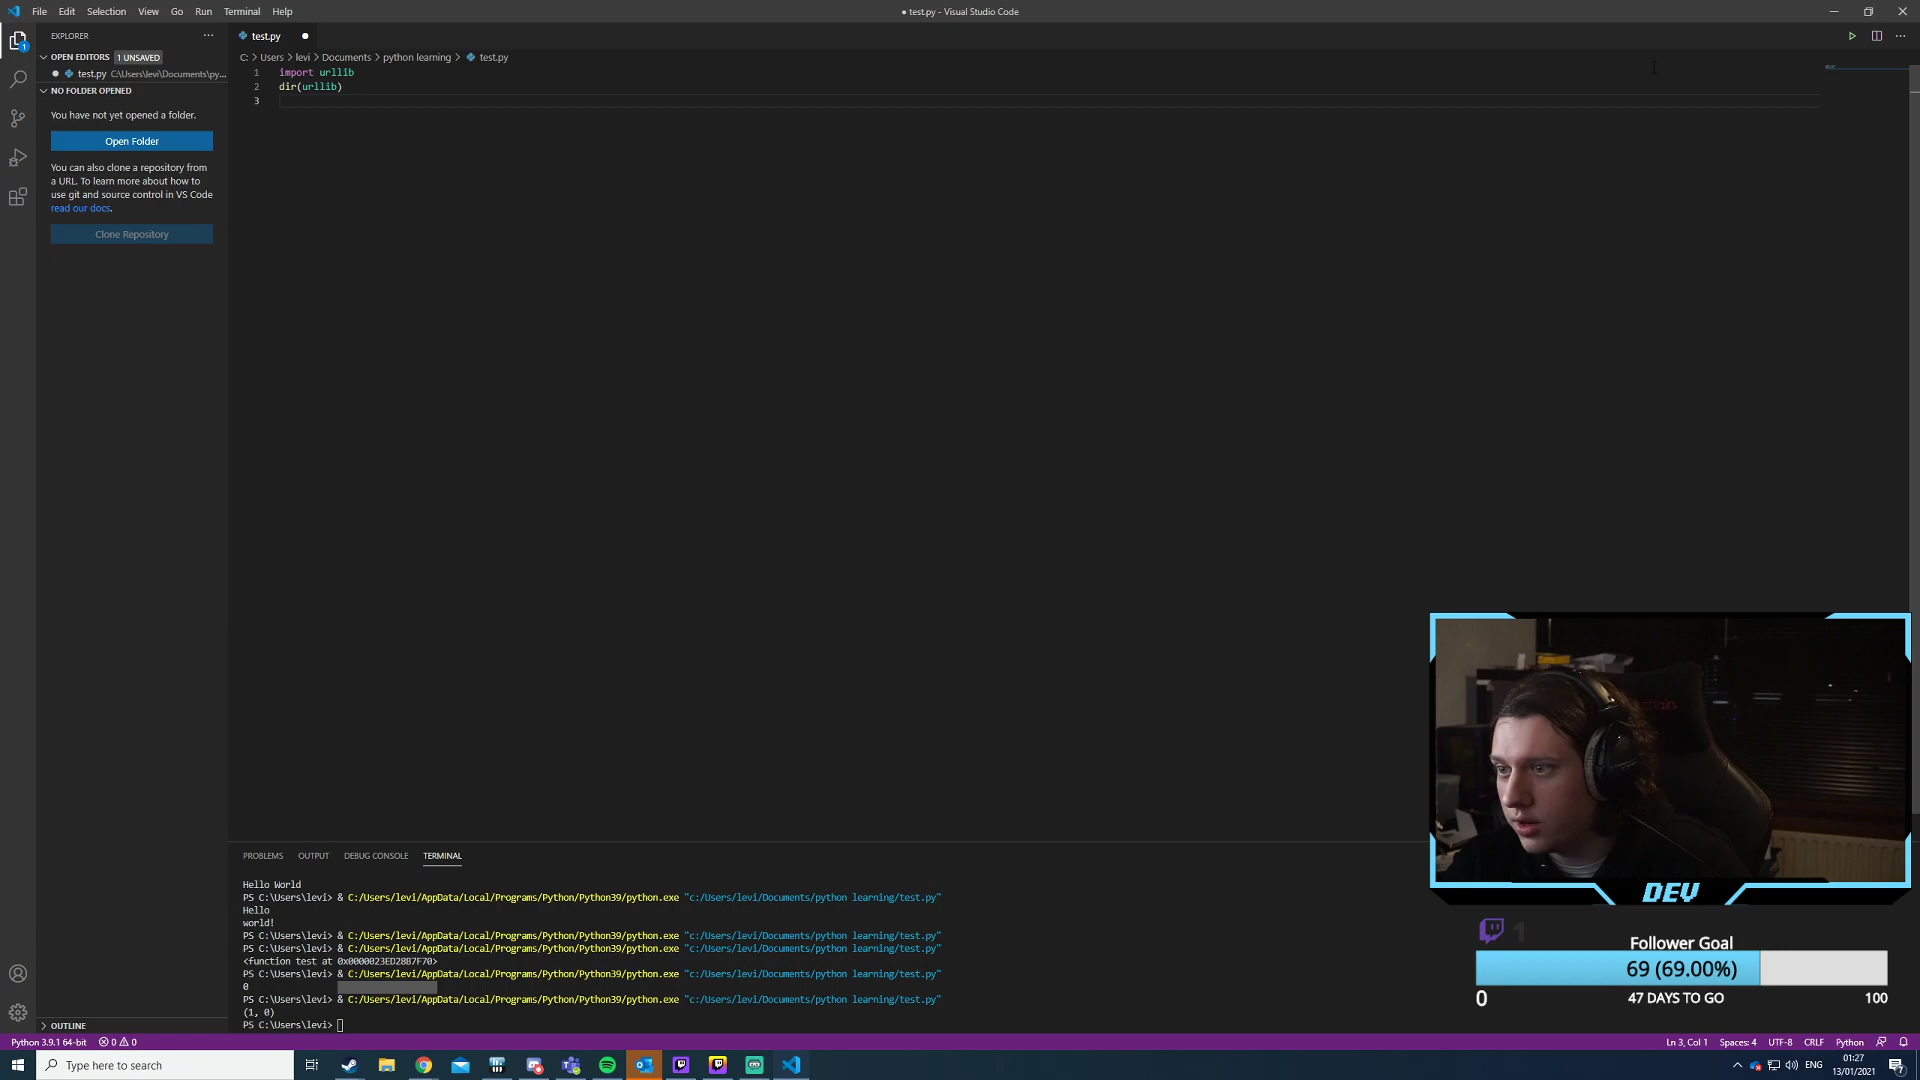 File Edit Selection View Go Run Terminal Help
● test.py - Visual Studio Code
EXPLORER
OPEN EDITORS 1 UNSAVED
test.py C:\Users\levi\Documents\py...
NO FOLDER OPENED
You have not yet opened a folder.
Open Folder
You can also clone a repository from
a URL. To learn more about how to
use git and source control in VS Code
read our docs.
Clone Repository
OUTLINE
test.py
C: > Users > levi > Documents > python learning > test.py
1 import urllib
2 dir(urllib)
3
PROBLEMS OUTPUT DEBUG CONSOLE TERMINAL
Hello World
PS C:\Users\levi> & C:/Users/levi/AppData/Local/Programs/Python/Python39/python.exe "c:/Users/levi/Documents/python learning/test.py"
Hello
world!
PS C:\Users\levi> & C:/Users/levi/AppData/Local/Programs/Python/Python39/python.exe "c:/Users/levi/Documents/python learning/test.py"
PS C:\Users\levi> & C:/Users/levi/AppData/Local/Programs/Python/Python39/python.exe "c:/Users/levi/Documents/python learning/test.py"
<function test at 0x0000023ED28B7F70>
PS C:\Users\levi> & C:/Users/levi/AppData/Local/Programs/Python/Python39/python.exe "c:/Users/levi/Documents/python learning/test.py"
0
PS C:\Users\levi> & C:/Users/levi/AppData/Local/Programs/Python/Python39/python.exe "c:/Users/levi/Documents/python learning/test.py"
(1, 0)
PS C:\Users\levi>
chairs
DEV
1
Follower Goal
69 (69.00%)
0 47 DAYS TO GO 100
Python 3.9.1 64-bit 0 0
Ln 3, Col 1 Spaces: 4 UTF-8 CRLF Python
Type here to search
ENG
01:27
13/01/2021
7